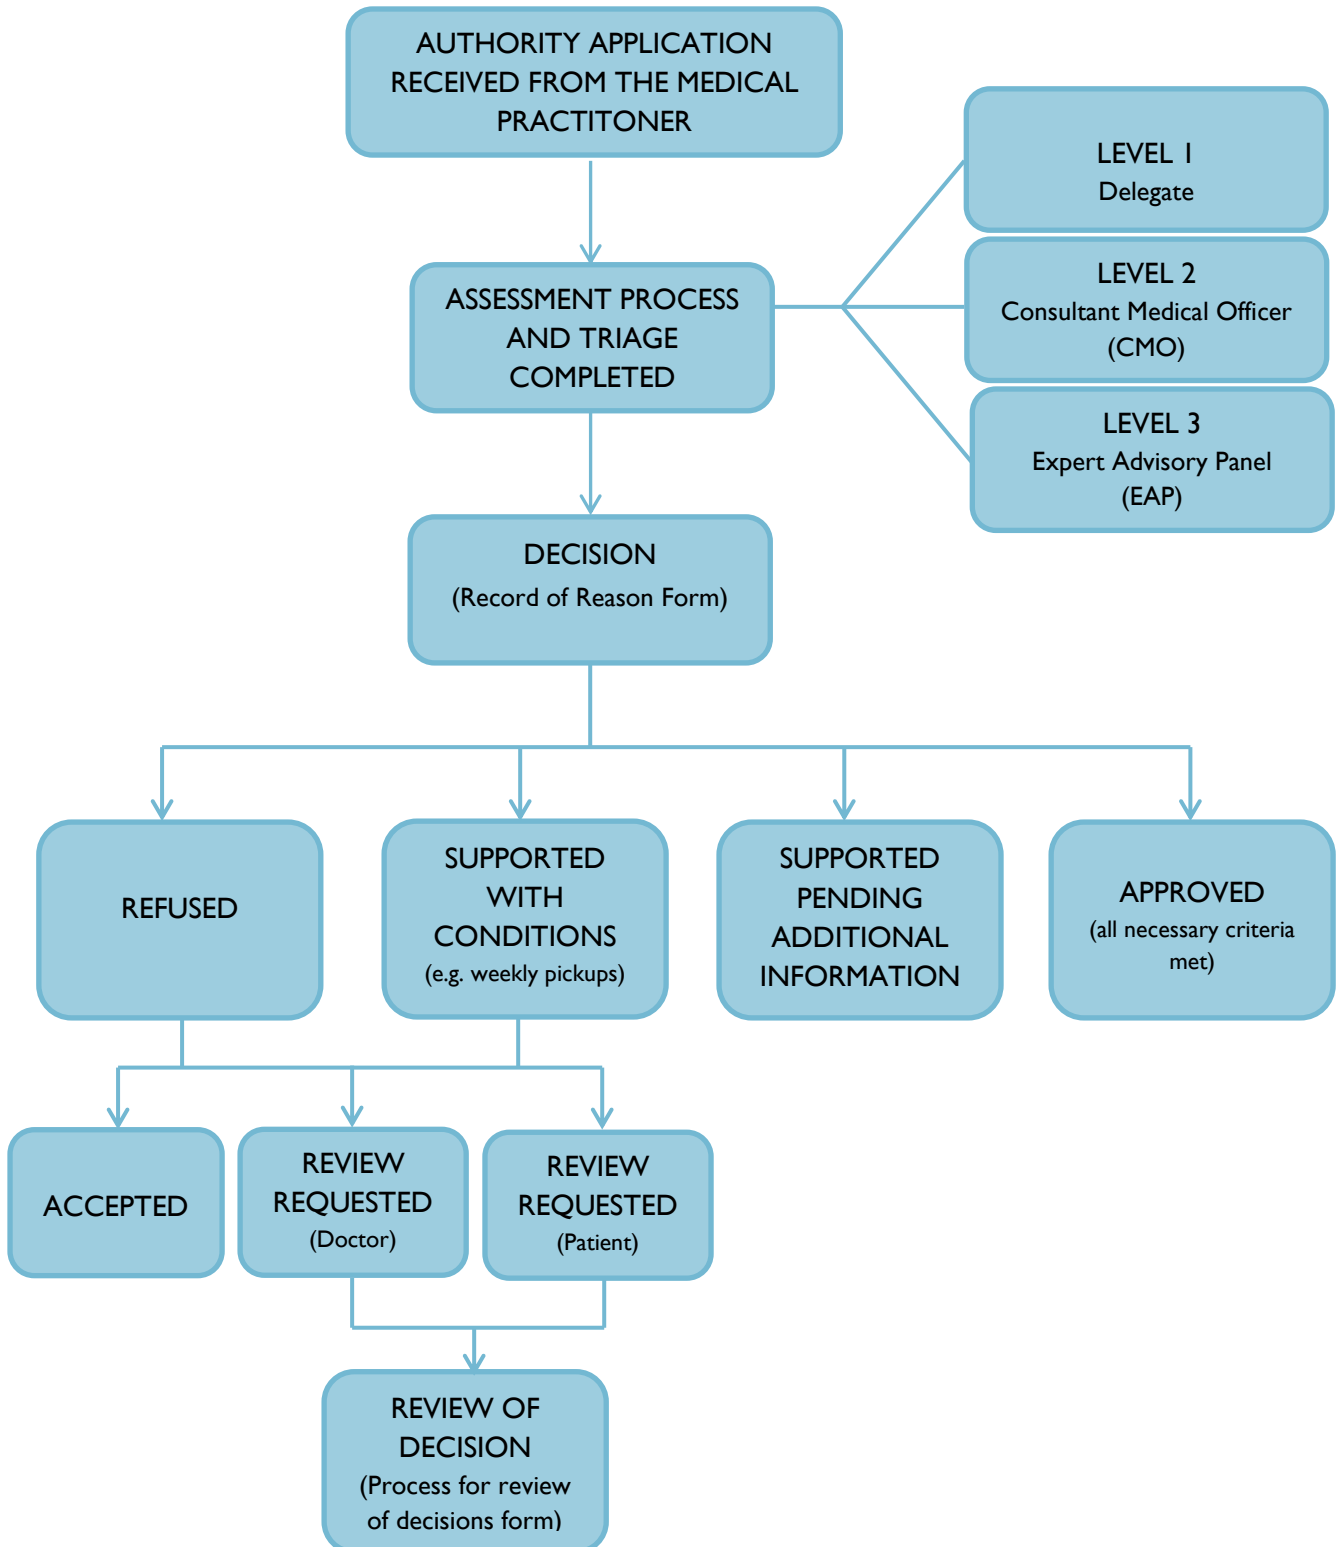 AUTHORITY APPLICATION
RECEIVED FROM THE MEDICAL
PRACTITONER
LEVEL 1
Delegate
LEVEL 2
Consultant Medical Officer
(CMO)
ASSESSMENT PROCESS
AND TRIAGE
COMPLETED
LEVEL 3
Expert Advisory Panel
(EAP)
DECISION
(Record of Reason Form)
REFUSED
SUPPORTED
WITH
CONDITIONS
(e.g. weekly pickups)
SUPPORTED
PENDING
ADDITIONAL
INFORMATION
APPROVED
(all necessary criteria
met)
ACCEPTED
REVIEW
REQUESTED
(Doctor)
REVIEW
REQUESTED
(Patient)
REVIEW OF
DECISION
(Process for review
of decisions form)